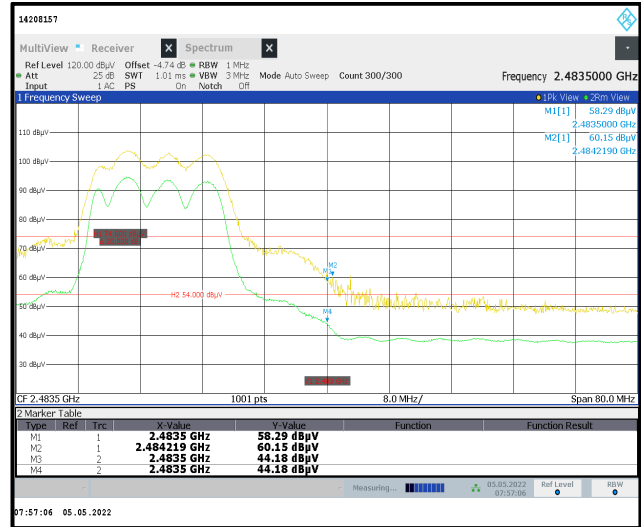 14208157
MultiView Receiver X Spectrum X
Ref Level 120.00 dBµV Offset -4.74 dB RBW 1 MHz
Att 25 dB SWT 1.01 ms VBW 3 MHz Mode Auto Sweep Count 300/300 Frequency 2.4835000 GHz
Input 1 AC PS On Notch Off
1 Frequency Sweep 1Pk View 2Rm View
M1[1] 58.29 dBµV
2.4835000 GHz
M2[1] 60.15 dBµV
2.4842190 GHz
110 dBµV
100 dBµV
90 dBµV
80 dBµV
70 dBµV
M2
M1
60 dBµV
H2 54.000 dBµV
50 dBµV
M4
40 dBµV
30 dBµV
CF 2.4835 GHz 1001 pts 8.0 MHz/ Span 80.0 MHz
2 Marker Table
Type Ref Trc X-Value Y-Value Function Function Result
M1 1 2.4835 GHz 58.29 dBµV
M2 1 2.484219 GHz 60.15 dBµV
M3 2 2.4835 GHz 44.18 dBµV
M4 2 2.4835 GHz 44.18 dBµV
Measuring... 05.05.2022 07:57:06 Ref Level RBW
07:57:06 05.05.2022